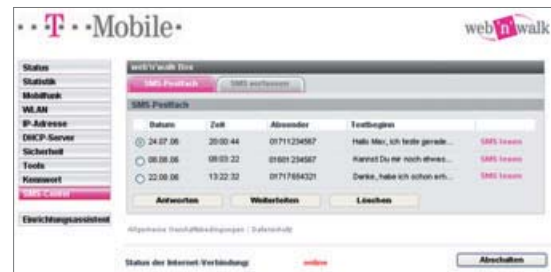 ··T··Mobile·
web'n'walk
Status
Statistik
Mobilfunk
WLAN
IP-Adresse
DHCP-Server
Sicherheit
Tools
Kennwort
SMS-Center
Einrichtungsassistent
web'n'walk Box
SMS-Postfach
SMS verfassen
SMS-Postfach
Datum Zeit Absender Textbeginn
24.07.06 20:00:44 01711234567 Hallo Max, ich teste gerade... SMS lesen
08.08.06 08:03:22 01601234567 Kannst Du mir noch etwas... SMS lesen
22.08.06 13:22:32 01717654321 Danke, habe ich schon erh... SMS lesen
Antworten Weiterleiten Löschen
Allgemeine Geschäftsbedingungen | Datenschutz
Status der Internet-Verbindung: online
Abschalten